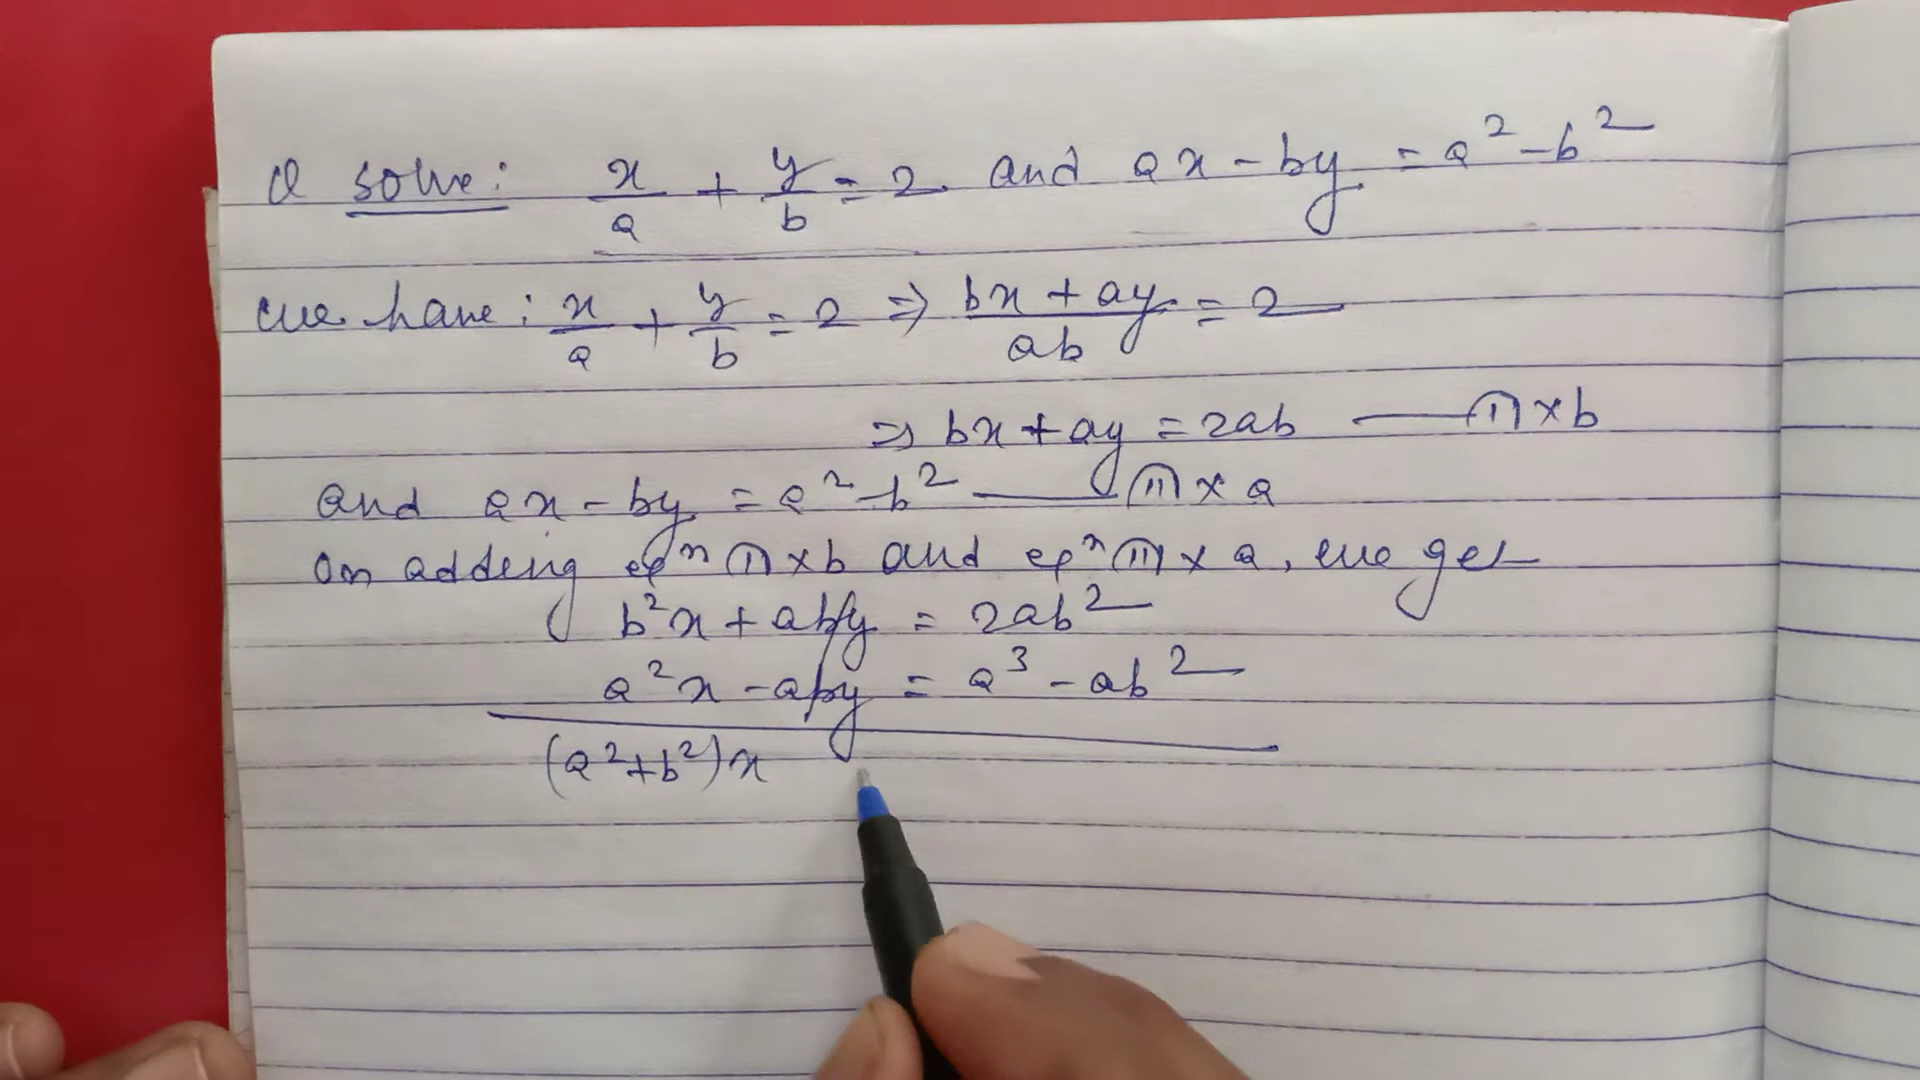 Q solve: x/a + y/b = 2 and ax - by = a² - b²
we have: x/a + y/b = 2 ⇒ (bx + ay)/ab = 2
⇒ bx + ay = 2ab — (I) × b
and ax - by = a² - b² — (II) × a
On adding eqⁿ (I) × b and eqⁿ (II) × a, we get
b²x + aby = 2ab²
a²x - aby = a³ - ab²
(a² + b²)x